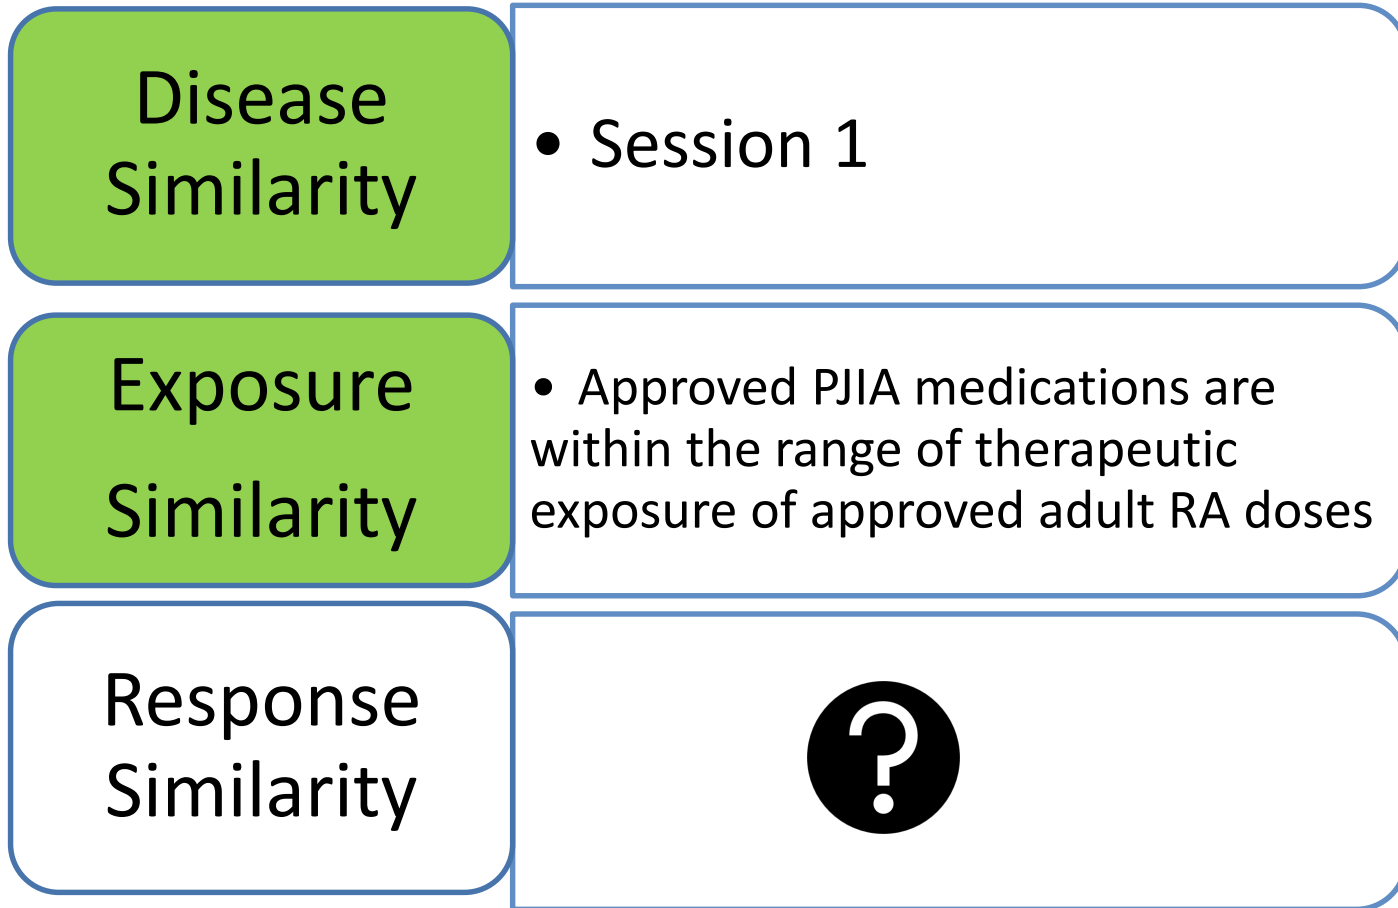 Disease
Similarity
• Session 1
Exposure
Similarity
• Approved PJIA medications are
within the range of therapeutic
exposure of approved adult RA doses
Response
Similarity
?